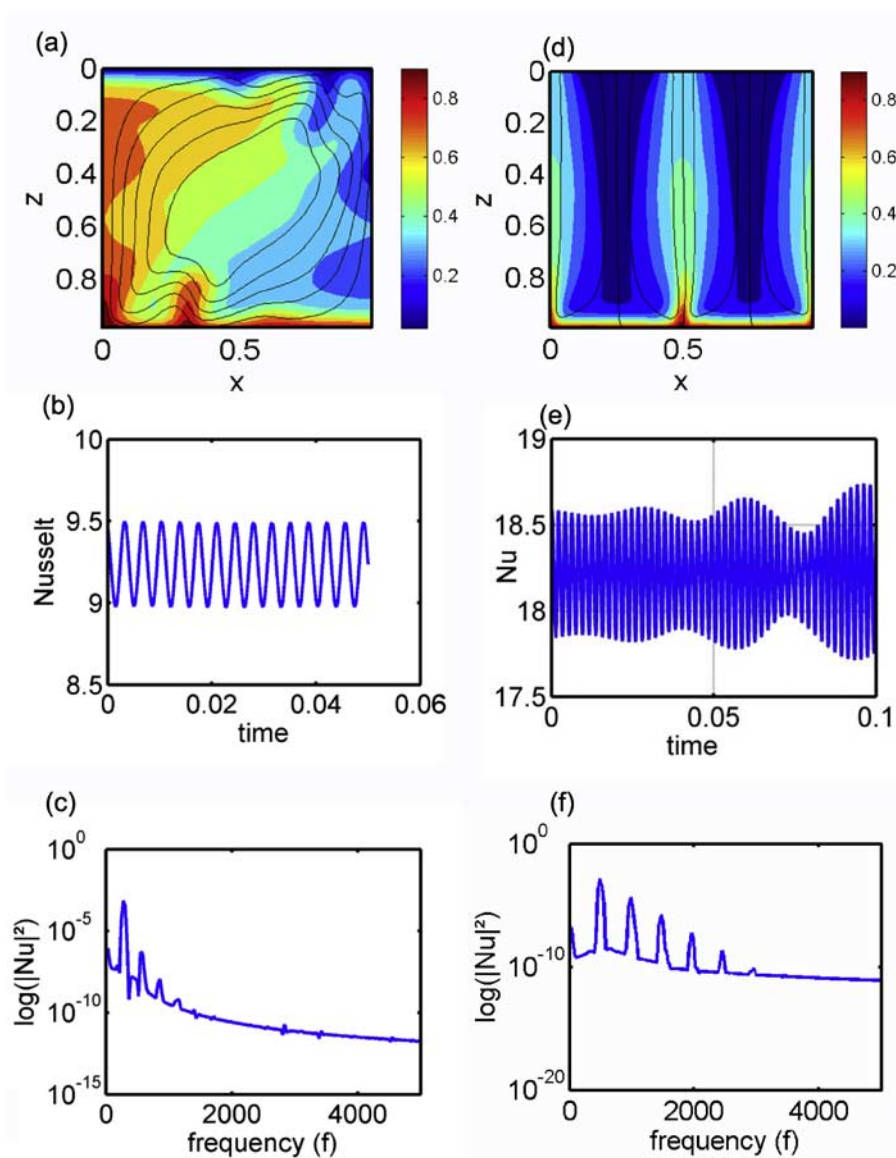 (a)
0
0.2
0.4
0.6
0.8
z
0
0.5
x
0.8
0.6
0.4
0.2
(d)
0
0.2
0.4
0.6
0.8
z
0
0.5
x
0.8
0.6
0.4
0.2
(b)
10
9.5
9
8.5
Nusselt
0
0.02
0.04
0.06
time
(e)
19
18.5
18
17.5
Nu
0
0.05
0.1
time
(c)
10^0
10^-5
10^-10
10^-15
log(|Nu|²)
0
2000
4000
frequency (f)
(f)
10^0
10^-10
10^-20
log(|Nu|²)
0
2000
4000
frequency (f)